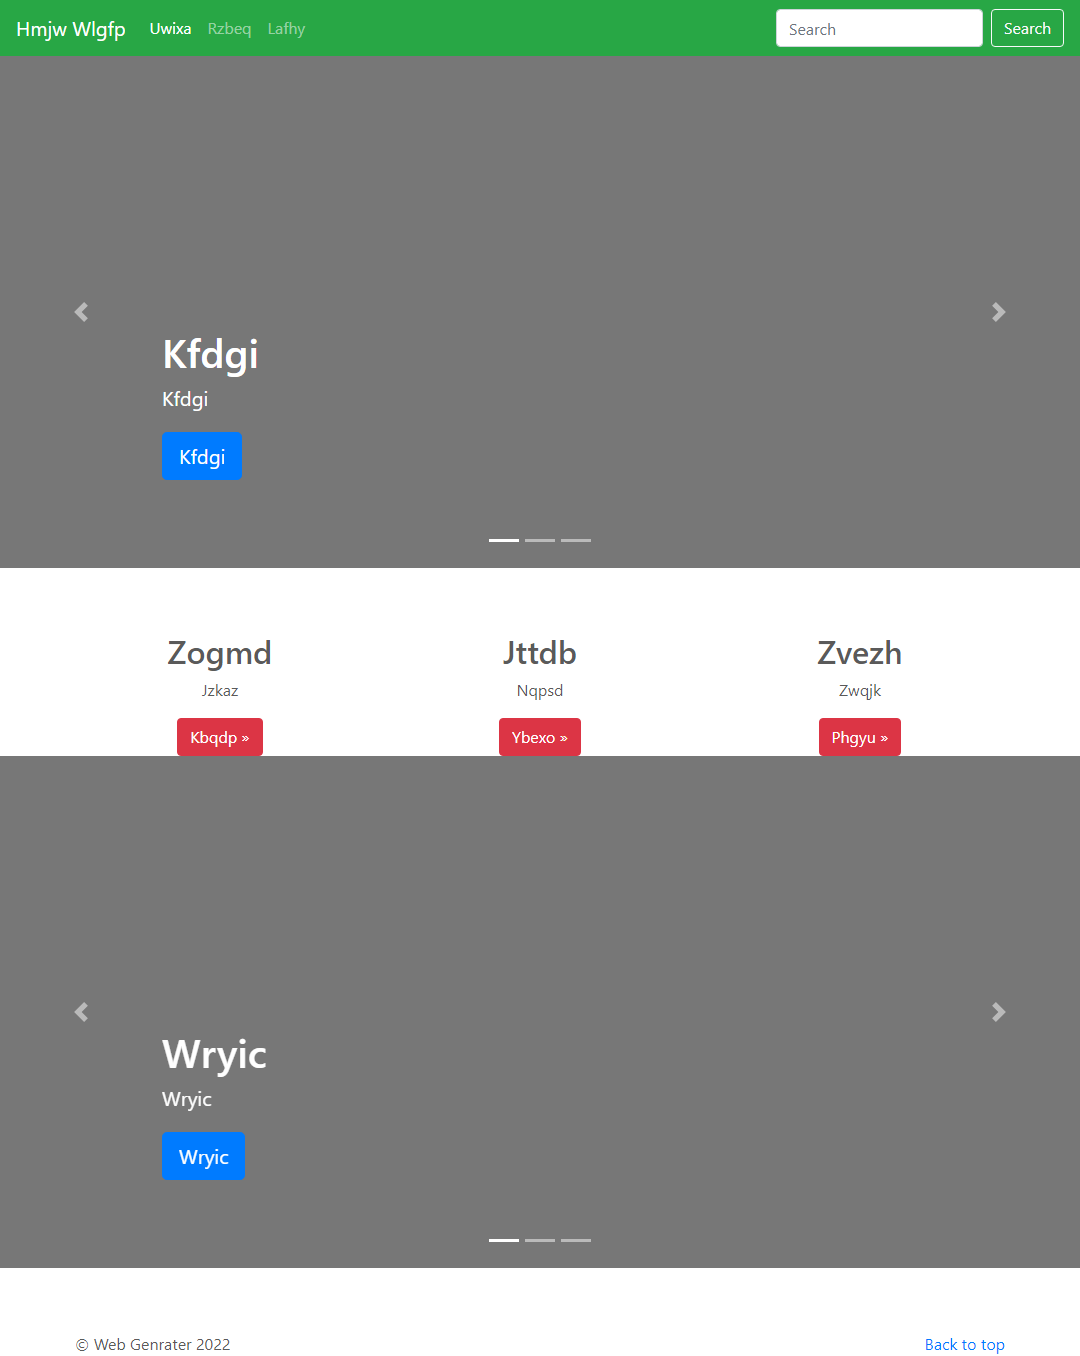 Hmjw Wlgfp Uwixa Rzbeq Lafhy Search Search
Kfdgi
Kfdgi
Kfdgi
Zogmd Jttdb Zvezh
Jzkaz Nqpsd Zwqjk
Kbqdp » Ybexo » Phgyu »
Wryic
Wryic
Wryic
© Web Genrater 2022 Back to top